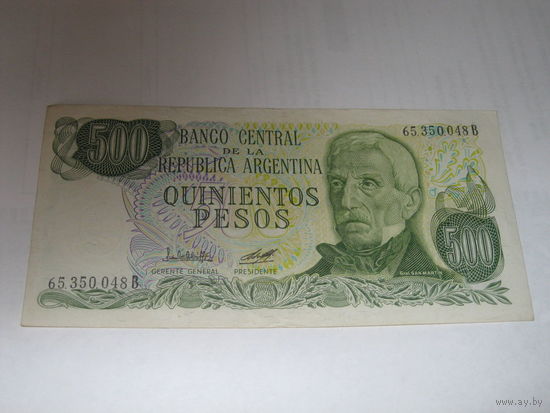 500
BANCO CENTRAL
DE LA
REPUBLICA ARGENTINA
65.350.048 B
QUINIENTOS
PESOS
500
GERENTE GENERAL PRESIDENTE
Gral. SAN MARTIN
65.350.048 B
www.ay.by